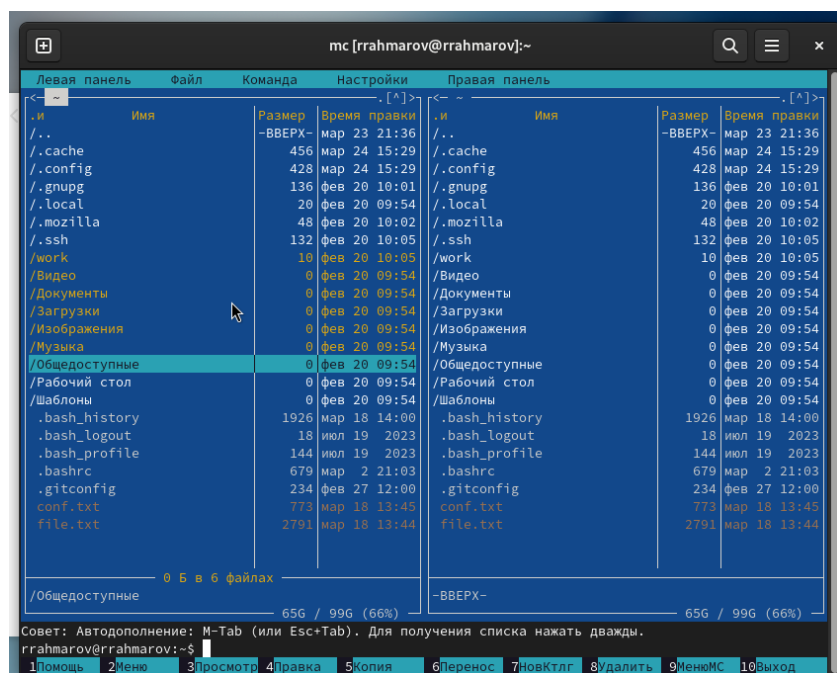 mc [rrahmarov@rrahmarov]:~
Левая панель Файл Команда Настройки Правая панель
<- ~ .[^]> <- ~ .[^]>
.и Имя Размер Время правки .и Имя Размер Время правки
/.. -ВВЕРХ- мар 23 21:36 /.. -ВВЕРХ- мар 23 21:36
/.cache 456 мар 24 15:29 /.cache 456 мар 24 15:29
/.config 428 мар 24 15:29 /.config 428 мар 24 15:29
/.gnupg 136 фев 20 10:01 /.gnupg 136 фев 20 10:01
/.local 20 фев 20 09:54 /.local 20 фев 20 09:54
/.mozilla 48 фев 20 10:02 /.mozilla 48 фев 20 10:02
/.ssh 132 фев 20 10:05 /.ssh 132 фев 20 10:05
/work 10 фев 20 10:05 /work 10 фев 20 10:05
/Видео 0 фев 20 09:54 /Видео 0 фев 20 09:54
/Документы 0 фев 20 09:54 /Документы 0 фев 20 09:54
/Загрузки 0 фев 20 09:54 /Загрузки 0 фев 20 09:54
/Изображения 0 фев 20 09:54 /Изображения 0 фев 20 09:54
/Музыка 0 фев 20 09:54 /Музыка 0 фев 20 09:54
/Общедоступные 0 фев 20 09:54 /Общедоступные 0 фев 20 09:54
/Рабочий стол 0 фев 20 09:54 /Рабочий стол 0 фев 20 09:54
/Шаблоны 0 фев 20 09:54 /Шаблоны 0 фев 20 09:54
.bash_history 1926 мар 18 14:00 .bash_history 1926 мар 18 14:00
.bash_logout 18 июл 19 2023 .bash_logout 18 июл 19 2023
.bash_profile 144 июл 19 2023 .bash_profile 144 июл 19 2023
.bashrc 679 мар 2 21:03 .bashrc 679 мар 2 21:03
.gitconfig 234 фев 27 12:00 .gitconfig 234 фев 27 12:00
conf.txt 773 мар 18 13:45 conf.txt 773 мар 18 13:45
file.txt 2791 мар 18 13:44 file.txt 2791 мар 18 13:44
0 Б в 6 файлах
/Общедоступные -ВВЕРХ-
65G / 99G (66%) 65G / 99G (66%)
Совет: Автодополнение: M-Tab (или Esc+Tab). Для получения списка нажать дважды.
rrahmarov@rrahmarov:~$
1Помощь 2Меню 3Просмотр 4Правка 5Копия 6Перенос 7НовКтлг 8Удалить 9МенюMC 10Выход